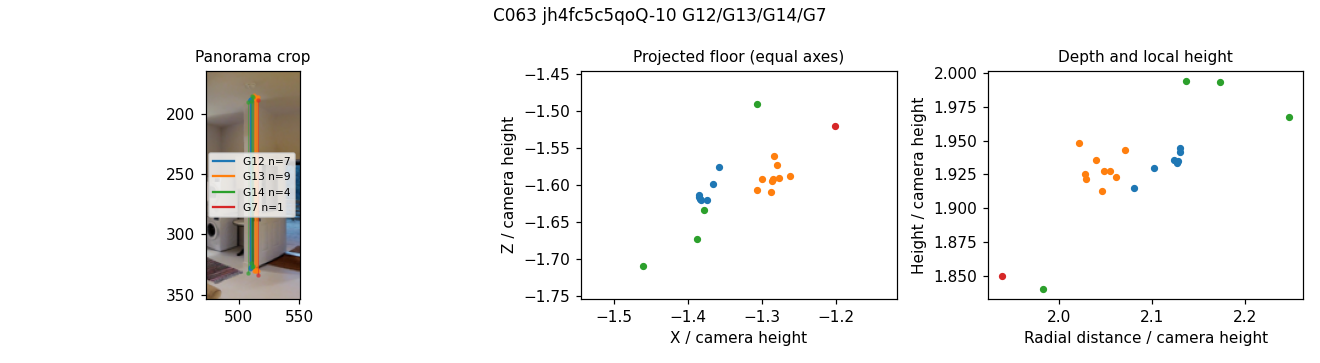 C063 jh4fc5c5qoQ-10 G12/G13/G14/G7
Panorama crop
200
250
300
350
500
550
G12 n=7
G13 n=9
G14 n=4
G7 n=1
Projected floor (equal axes)
Z / camera height
−1.45
−1.50
−1.55
−1.60
−1.65
−1.70
−1.75
−1.5
−1.4
−1.3
−1.2
X / camera height
Depth and local height
Height / camera height
2.000
1.975
1.950
1.925
1.900
1.875
1.850
2.0
2.1
2.2
Radial distance / camera height